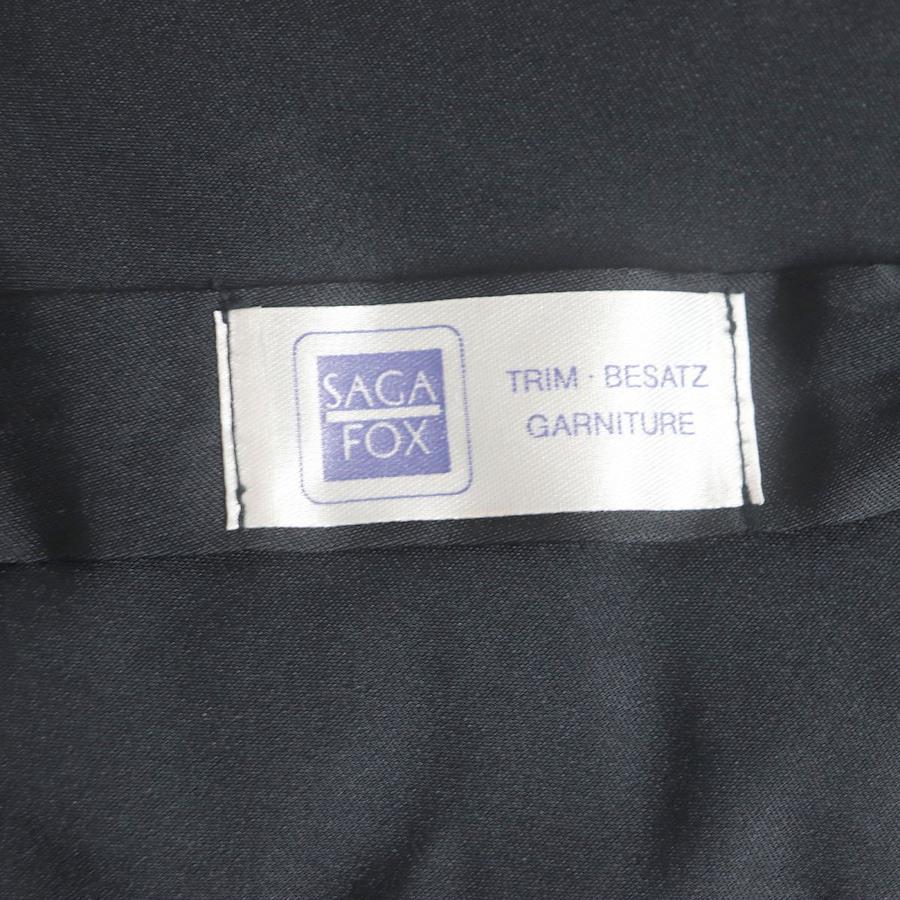 SAGA
FOX
TRIM · BESATZ
GARNITURE